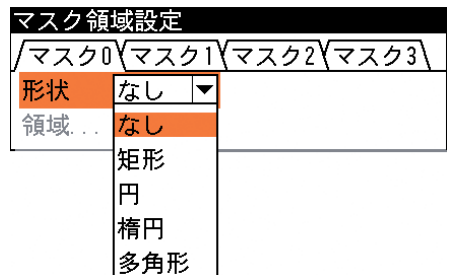 マスク領域設定
マスク0 マスク1 マスク2 マスク3
形状 なし
領域...
なし
矩形
円
楕円
多角形